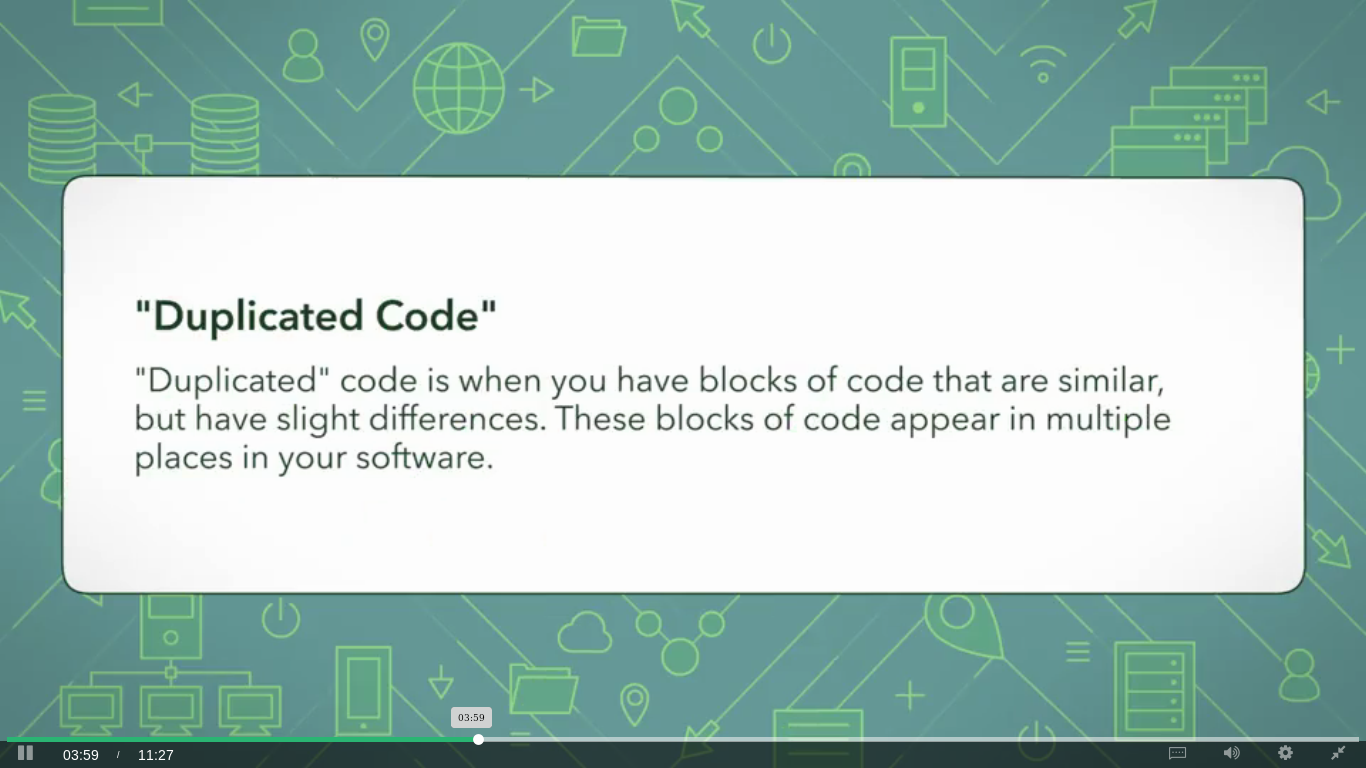 "Duplicated Code"
"Duplicated" code is when you have blocks of code that are similar,
but have slight differences. These blocks of code appear in multiple
places in your software.
03:59
03:59 / 11:27